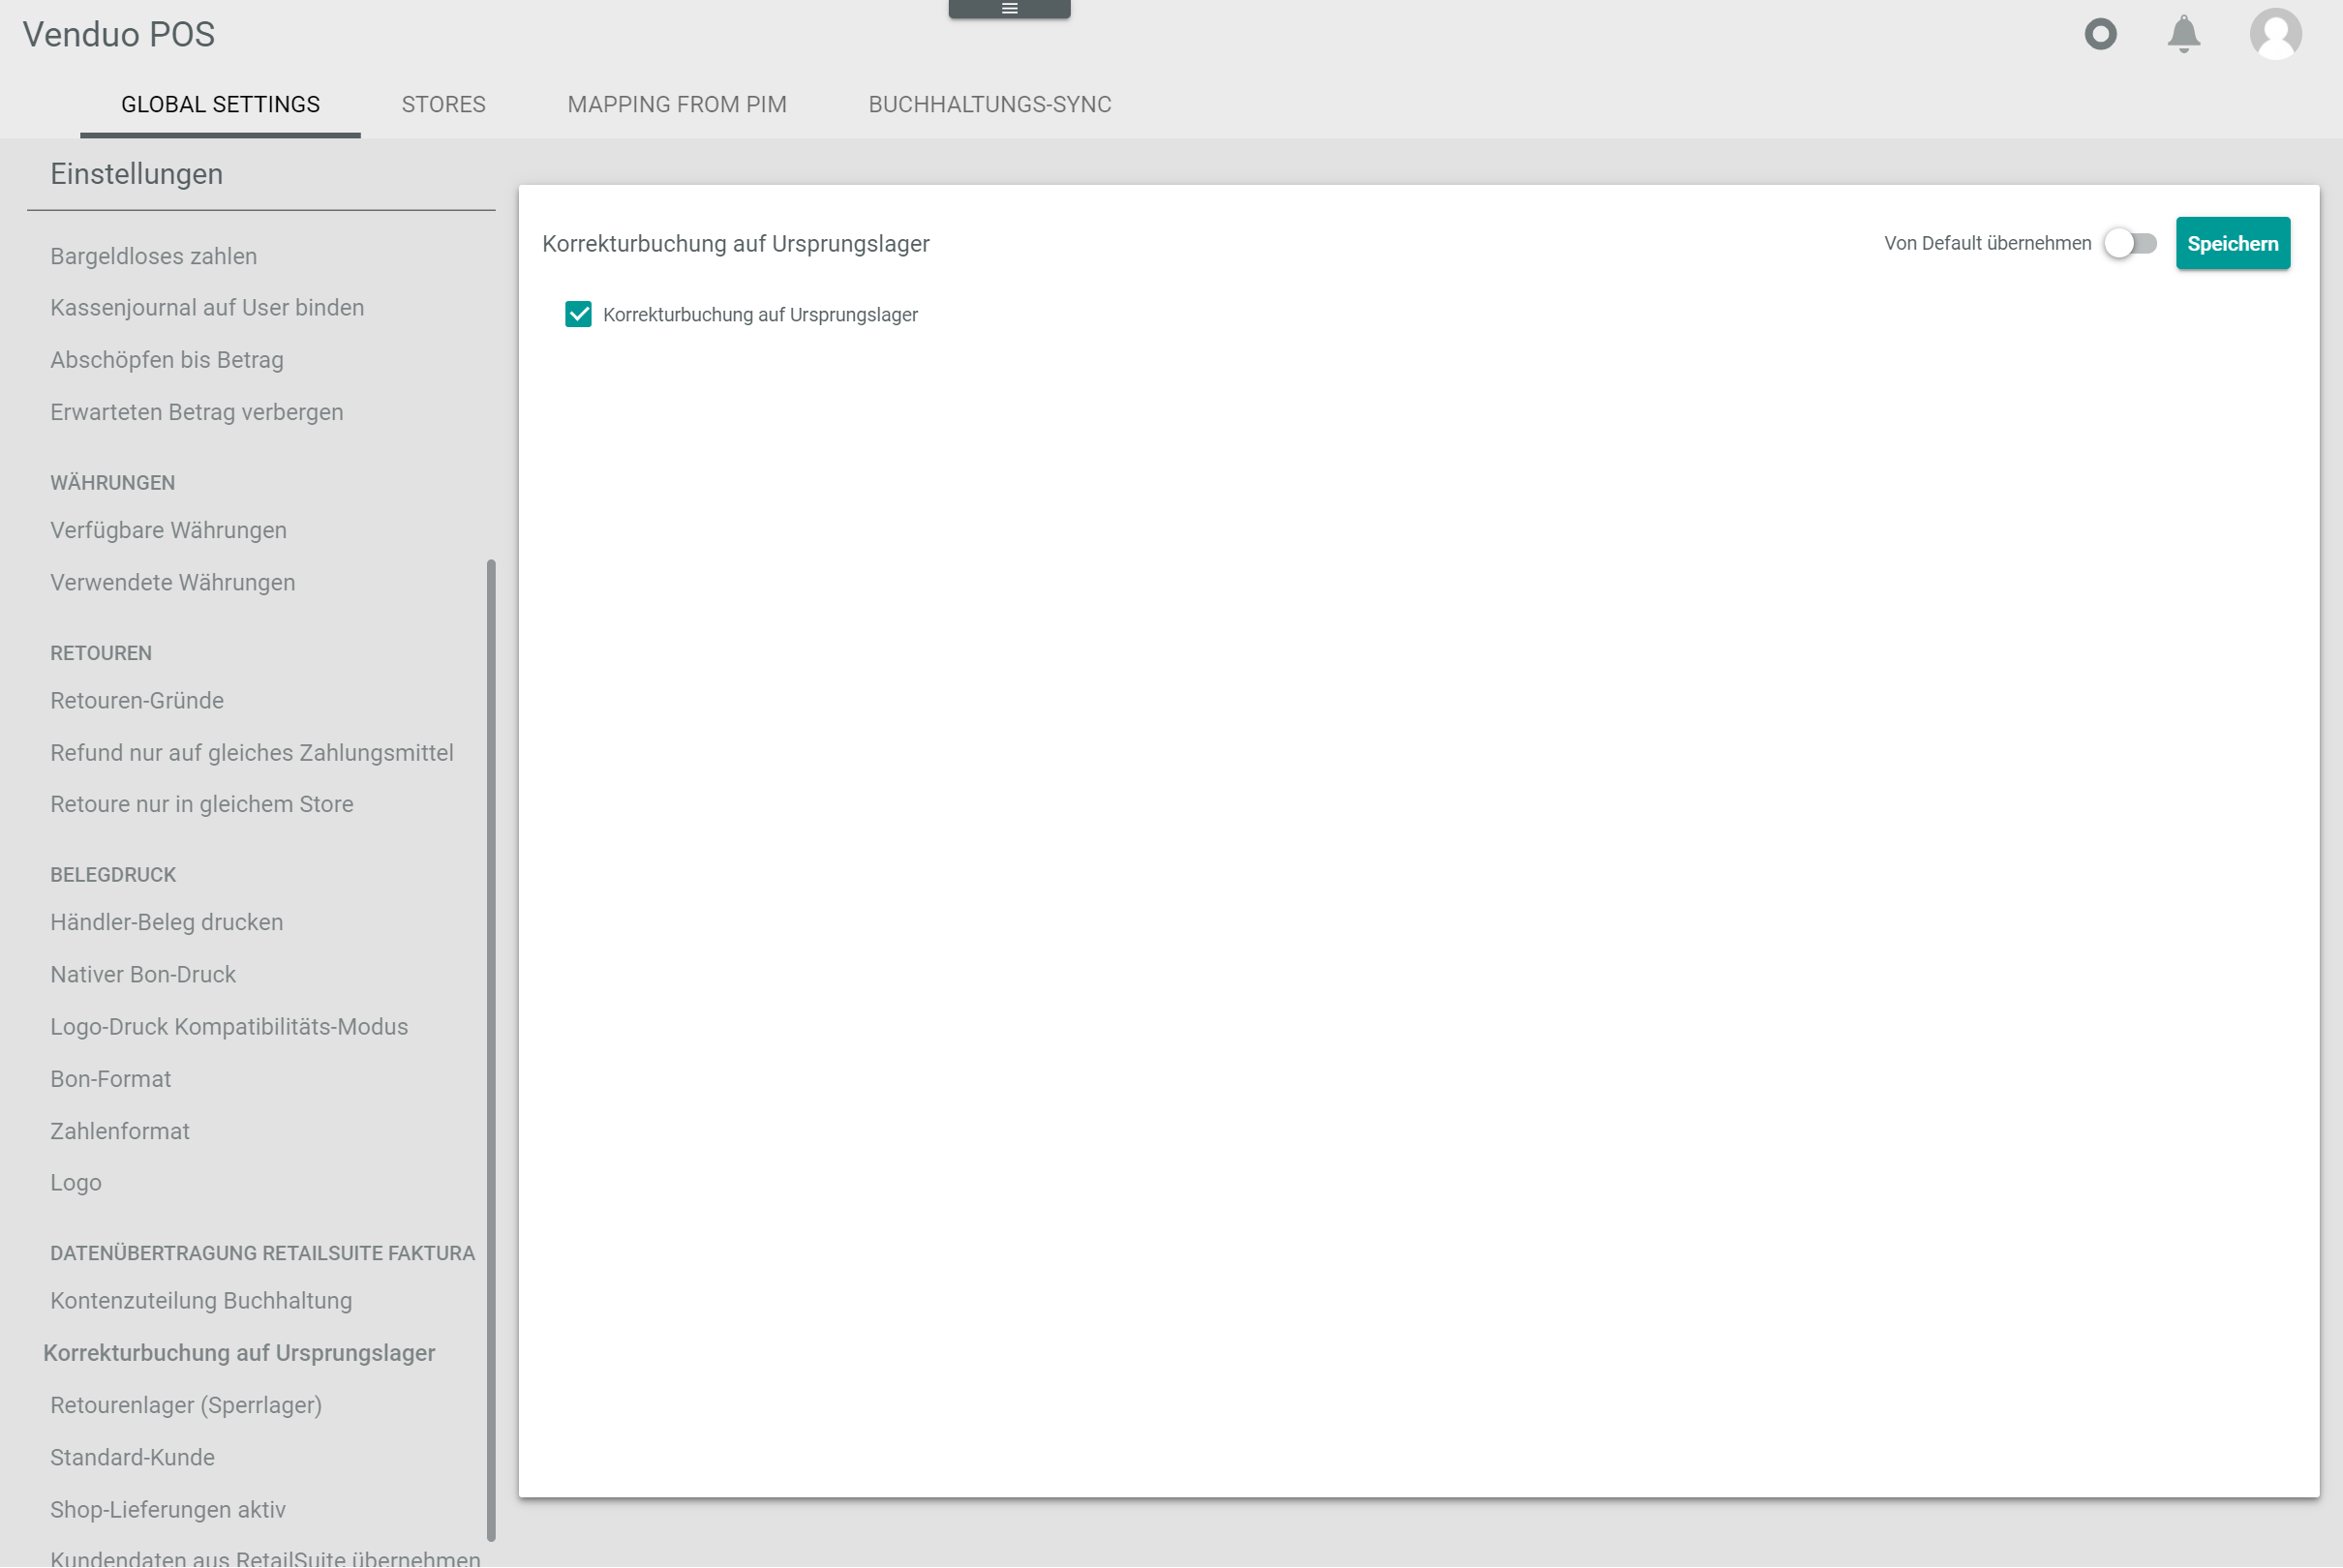 Venduo POS
GLOBAL SETTINGS
STORES
MAPPING FROM PIM
BUCHHALTUNGS-SYNC
Einstellungen
Bargeldloses zahlen
Kassenjournal auf User binden
Abschöpfen bis Betrag
Erwarteten Betrag verbergen
WÄHRUNGEN
Verfügbare Währungen
Verwendete Währungen
RETOUREN
Retouren-Gründe
Refund nur auf gleiches Zahlungsmittel
Retoure nur in gleichem Store
BELEGDRUCK
Händler-Beleg drucken
Nativer Bon-Druck
Logo-Druck Kompatibilitäts-Modus
Bon-Format
Zahlenformat
Logo
DATENÜBERTRAGUNG RETAILSUITE FAKTURA
Kontenzuteilung Buchhaltung
Korrekturbuchung auf Ursprungslager
Retourenlager (Sperrlager)
Standard-Kunde
Shop-Lieferungen aktiv
Kundendaten aus RetailSuite übernehmen
Korrekturbuchung auf Ursprungslager
Von Default übernehmen
Speichern
Korrekturbuchung auf Ursprungslager